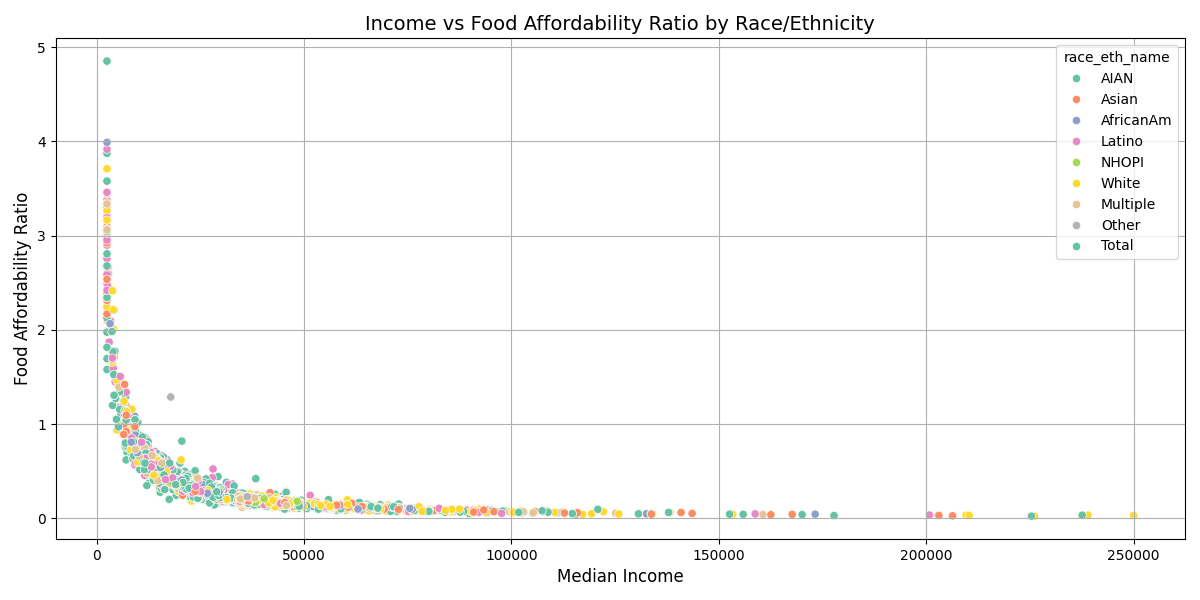 Income vs Food Affordability Ratio by Race/Ethnicity
race_eth_name
AIAN
Asian
AfricanAm
Latino
NHOPI
White
Multiple
Other
Total
Food Affordability Ratio
5
4
3
2
1
0
0 50000 100000 150000 200000 250000
Median Income